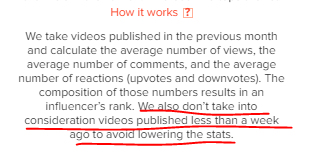 How it works ?
We take videos published in the previous month
and calculate the average number of views, the
average number of comments, and the average
number of reactions (upvotes and downvotes). The
composition of those numbers results in an
influencer's rank. We also don't take into
consideration videos published less than a week
ago to avoid lowering the stats.